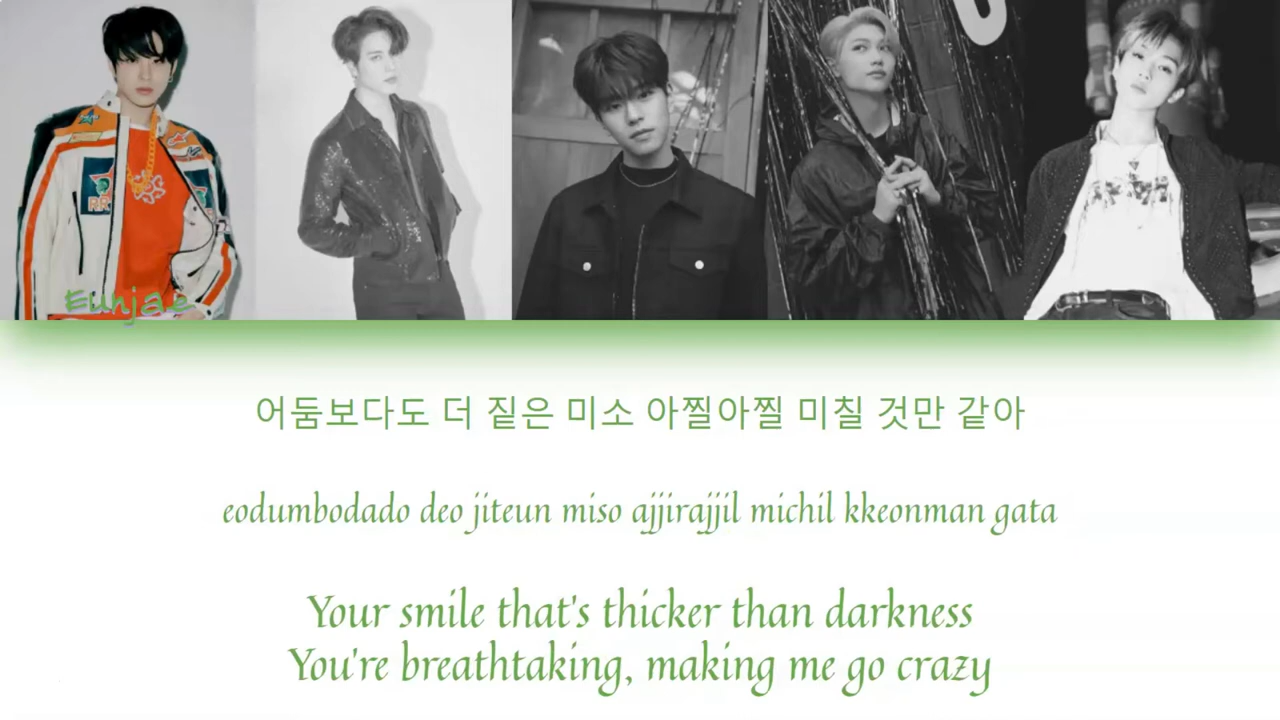 Eunjae
어둠보다도 더 짙은 미소 아찔아찔 미칠 것만 같아
eodumbodado deo jiteun miso ajjirajjil michil kkeonman gata
Your smile that's thicker than darkness
You're breathtaking, making me go crazy